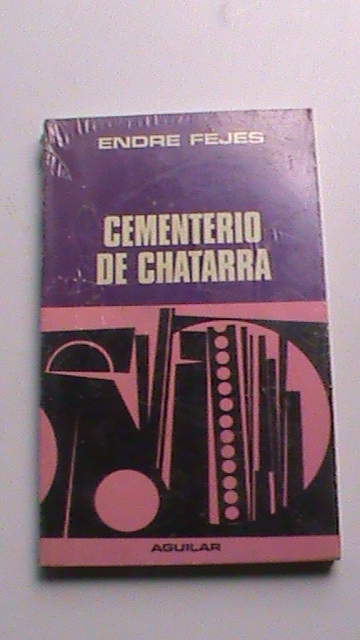 ENDRE FEJES
CEMENTERIO
DE CHATARRA
AGUILAR